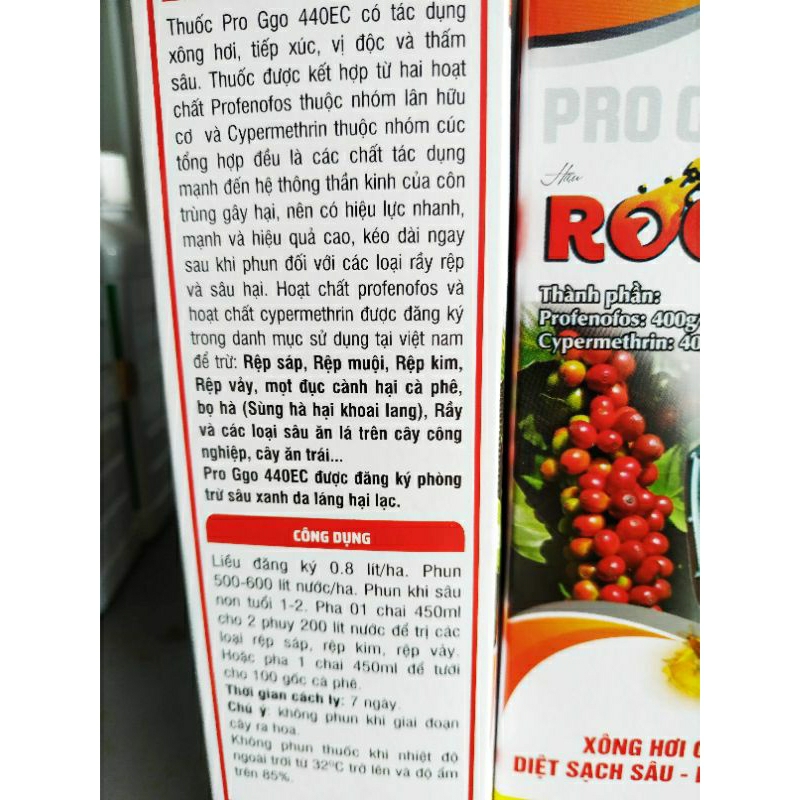 Thuốc Pro Ggo 440EC có tác dụng
xông hơi, tiếp xúc, vị độc và thấm
sâu. Thuốc được kết hợp từ hai hoạt
chất Profenofos thuộc nhóm lân hữu
cơ và Cypermethrin thuộc nhóm cúc
tổng hợp đều là các chất tác dụng
mạnh đến hệ thống thần kinh của côn
trùng gây hại, nên có hiệu lực nhanh,
mạnh và hiệu quả cao, kéo dài ngay
sau khi phun đối với các loại rầy rệp
và sâu hại. Hoạt chất profenofos và
hoạt chất cypermethrin được đăng ký
trong danh mục sử dụng tại việt nam
để trừ: Rệp sáp, Rệp muội, Rệp kim,
Rệp vảy, mọt đục cành hại cà phê,
bọ hà (Sùng hà hại khoai lang), Rầy
và các loại sâu ăn lá trên cây công
nghiệp, cây ăn trái...
Pro Ggo 440EC được đăng ký phòng
trừ sâu xanh da láng hại lạc.
CÔNG DỤNG
Liều đăng ký 0.8 lít/ha. Phun
500-600 lít nước/ha. Phun khi sâu
non tuổi 1-2. Pha 01 chai 450ml
cho 2 phuy 200 lít nước để trị các
loại rệp sáp, rệp kim, rệp vảy.
Hoặc pha 1 chai 450ml để tưới
cho 100 gốc cà phê.
Thời gian cách ly: 7 ngày.
Chú ý: không phun khi giai đoạn
cây ra hoa.
Không phun thuốc khi nhiệt độ
ngoài trời từ 32ºC trở lên và độ ẩm
trên 85%.
PRO
Thành phần:
Profenofos: 400g
Cypermethrin: 40
XÔNG HƠI
DIỆT SẠCH SÂU -